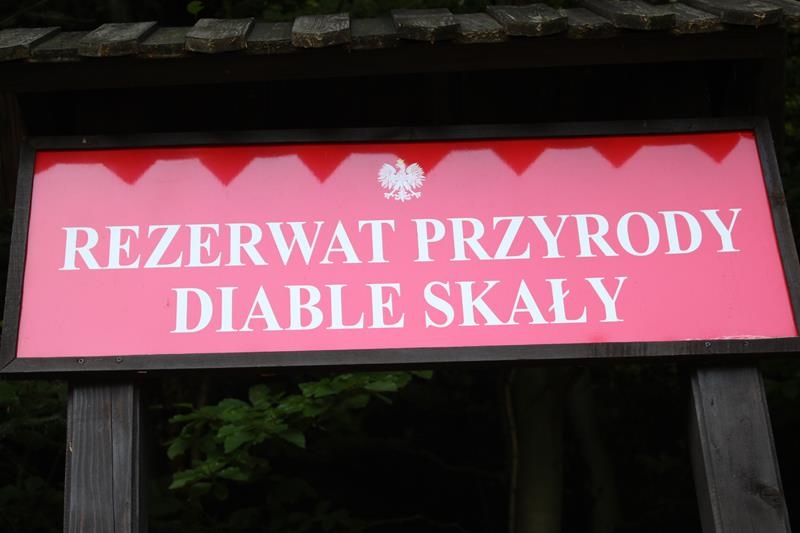 REZERWAT PRZYRODY
DIABLE SKAŁY